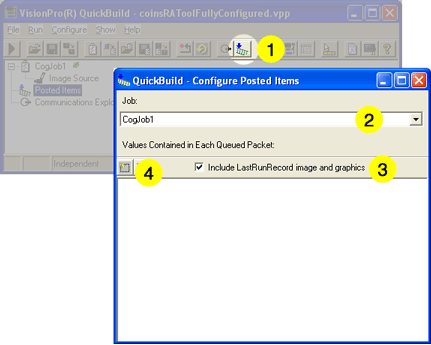 VisionPro(R) QuickBuild - coinsRAToolFullyConfigured.vpp
File Run Configure Show Help
1
CogJob1
Image Source
Posted Items
Communications Explo
Independent
QuickBuild - Configure Posted Items
Job:
CogJob1
2
Values Contained in Each Queued Packet:
4
Include LastRunRecord image and graphics
3